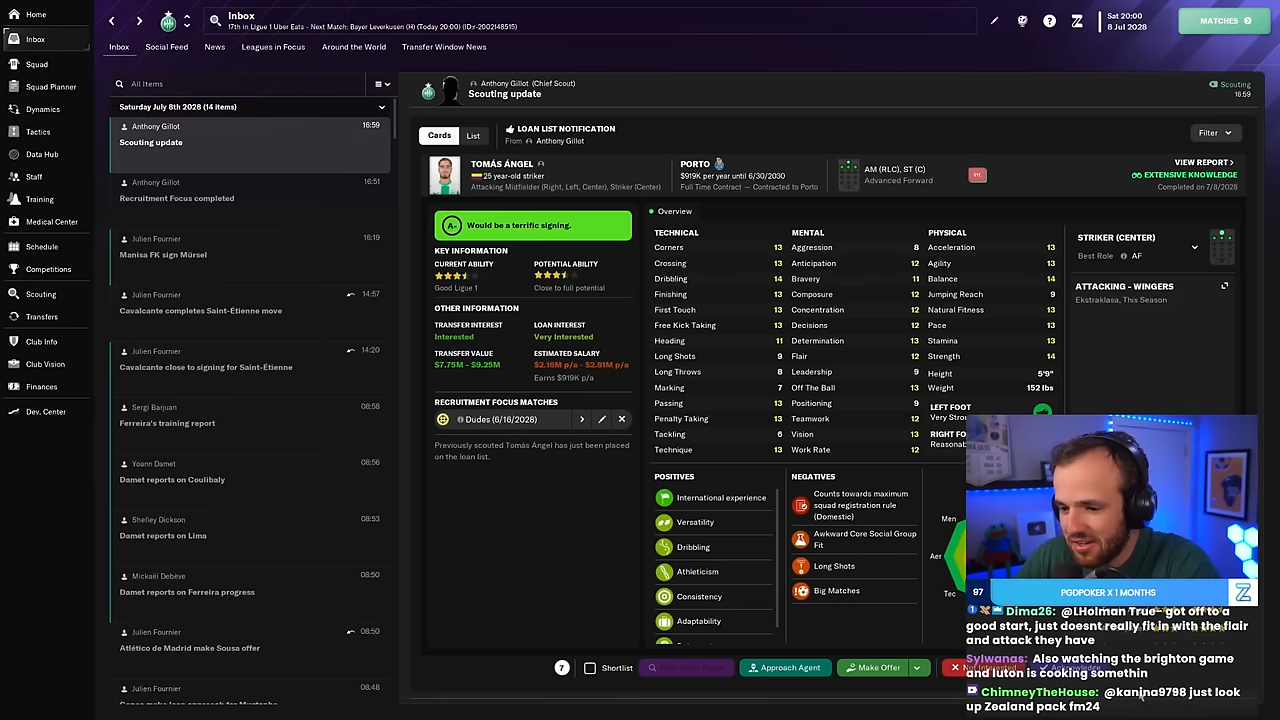 Home
Inbox
Squad
Squad Planner
Dynamics
Tactics
Data Hub
Staff
Training
Medical Center
Schedule
Competitions
Scouting
Transfers
Club Info
Club Vision
Finances
Dev. Center
Inbox
17th in Ligue 1 Uber Eats - Next Match: Bayer Leverkusen (H) (Today 20:00) (ID:r-2002148515)
Sat 20:00
8 Jul 2028
MATCHES
Inbox Social Feed News Leagues in Focus Around the World Transfer Window News
All Items
Saturday July 8th 2028 (14 items)
Anthony Gillot 16:59
Scouting update
Anthony Gillot 16:51
Recruitment Focus completed
Julien Fournier 16:19
Manisa FK sign Mürsel
Julien Fournier 14:57
Cavalcante completes Saint-Étienne move
Julien Fournier 14:20
Cavalcante close to signing for Saint-Étienne
Sergi Barjuan 08:58
Ferreira's training report
Yoann Damet 08:56
Damet reports on Coulibaly
Shelley Dickson 08:53
Damet reports on Lima
Mickaël Debève 08:50
Damet reports on Ferreira progress
Julien Fournier 08:50
Atlético de Madrid make Sousa offer
Julien Fournier 08:48
Anthony Gillot (Chief Scout)
Scouting update
Scouting
16:59
Cards List
LOAN LIST NOTIFICATION
From Anthony Gillot
Filter
TOMÁS ÁNGEL
25 year-old striker
Attacking Midfielder (Right, Left, Center), Striker (Center)
PORTO
$919K per year until 6/30/2030
Full Time Contract — Contracted to Porto
AM (RLC), ST (C)
Advanced Forward
Int
VIEW REPORT
EXTENSIVE KNOWLEDGE
Completed on 7/8/2028
A- Would be a terrific signing.
KEY INFORMATION
CURRENT ABILITY POTENTIAL ABILITY
Good Ligue 1 Close to full potential
OTHER INFORMATION
TRANSFER INTEREST LOAN INTEREST
Interested Very Interested
TRANSFER VALUE ESTIMATED SALARY
$7.75M - $9.25M $2.16M p/a - $2.81M p/a
Earns $919K p/a
RECRUITMENT FOCUS MATCHES
Dudes (6/16/2028)
Previously scouted Tomás Ángel has just been placed
on the loan list.
Overview
TECHNICAL MENTAL PHYSICAL
Corners 13 Aggression 8 Acceleration 13
Crossing 13 Anticipation 12 Agility 13
Dribbling 14 Bravery 11 Balance 14
Finishing 13 Composure 12 Jumping Reach 9
First Touch 13 Concentration 12 Natural Fitness 13
Free Kick Taking 13 Decisions 12 Pace 13
Heading 11 Determination 13 Stamina 13
Long Shots 9 Flair 12 Strength 14
Long Throws 8 Leadership 9 Height 5'9"
Marking 7 Off The Ball 13 Weight 152 lbs
Passing 13 Positioning 9
Penalty Taking 13 Teamwork 12
Tackling 6 Vision 13
Technique 13 Work Rate 12
LEFT FOOT
Very Stron
RIGHT FO
Reasonab
STRIKER (CENTER)
Best Role AF
ATTACKING - WINGERS
Ekstraklasa, This Season
POSITIVES
International experience
Versatility
Dribbling
Athleticism
Consistency
Adaptability
NEGATIVES
Counts towards maximum
squad registration rule
(Domestic)
Awkward Core Social Group
Fit
Long Shots
Big Matches
Men
Aer
Tec
7 Shortlist Approach Agent Make Offer Not Interested Acknowledge
97 PGDPOKER X 1 MONTHS
Dima26: @LHolman True - got off to a
good start, just doesnt really fit in with the flair
and attack they have
Sylwanas: Also watching the brighton game
and luton is cooking somethin
ChimneyTheHouse: @kanjna9798 just look
up Zealand pack fm24